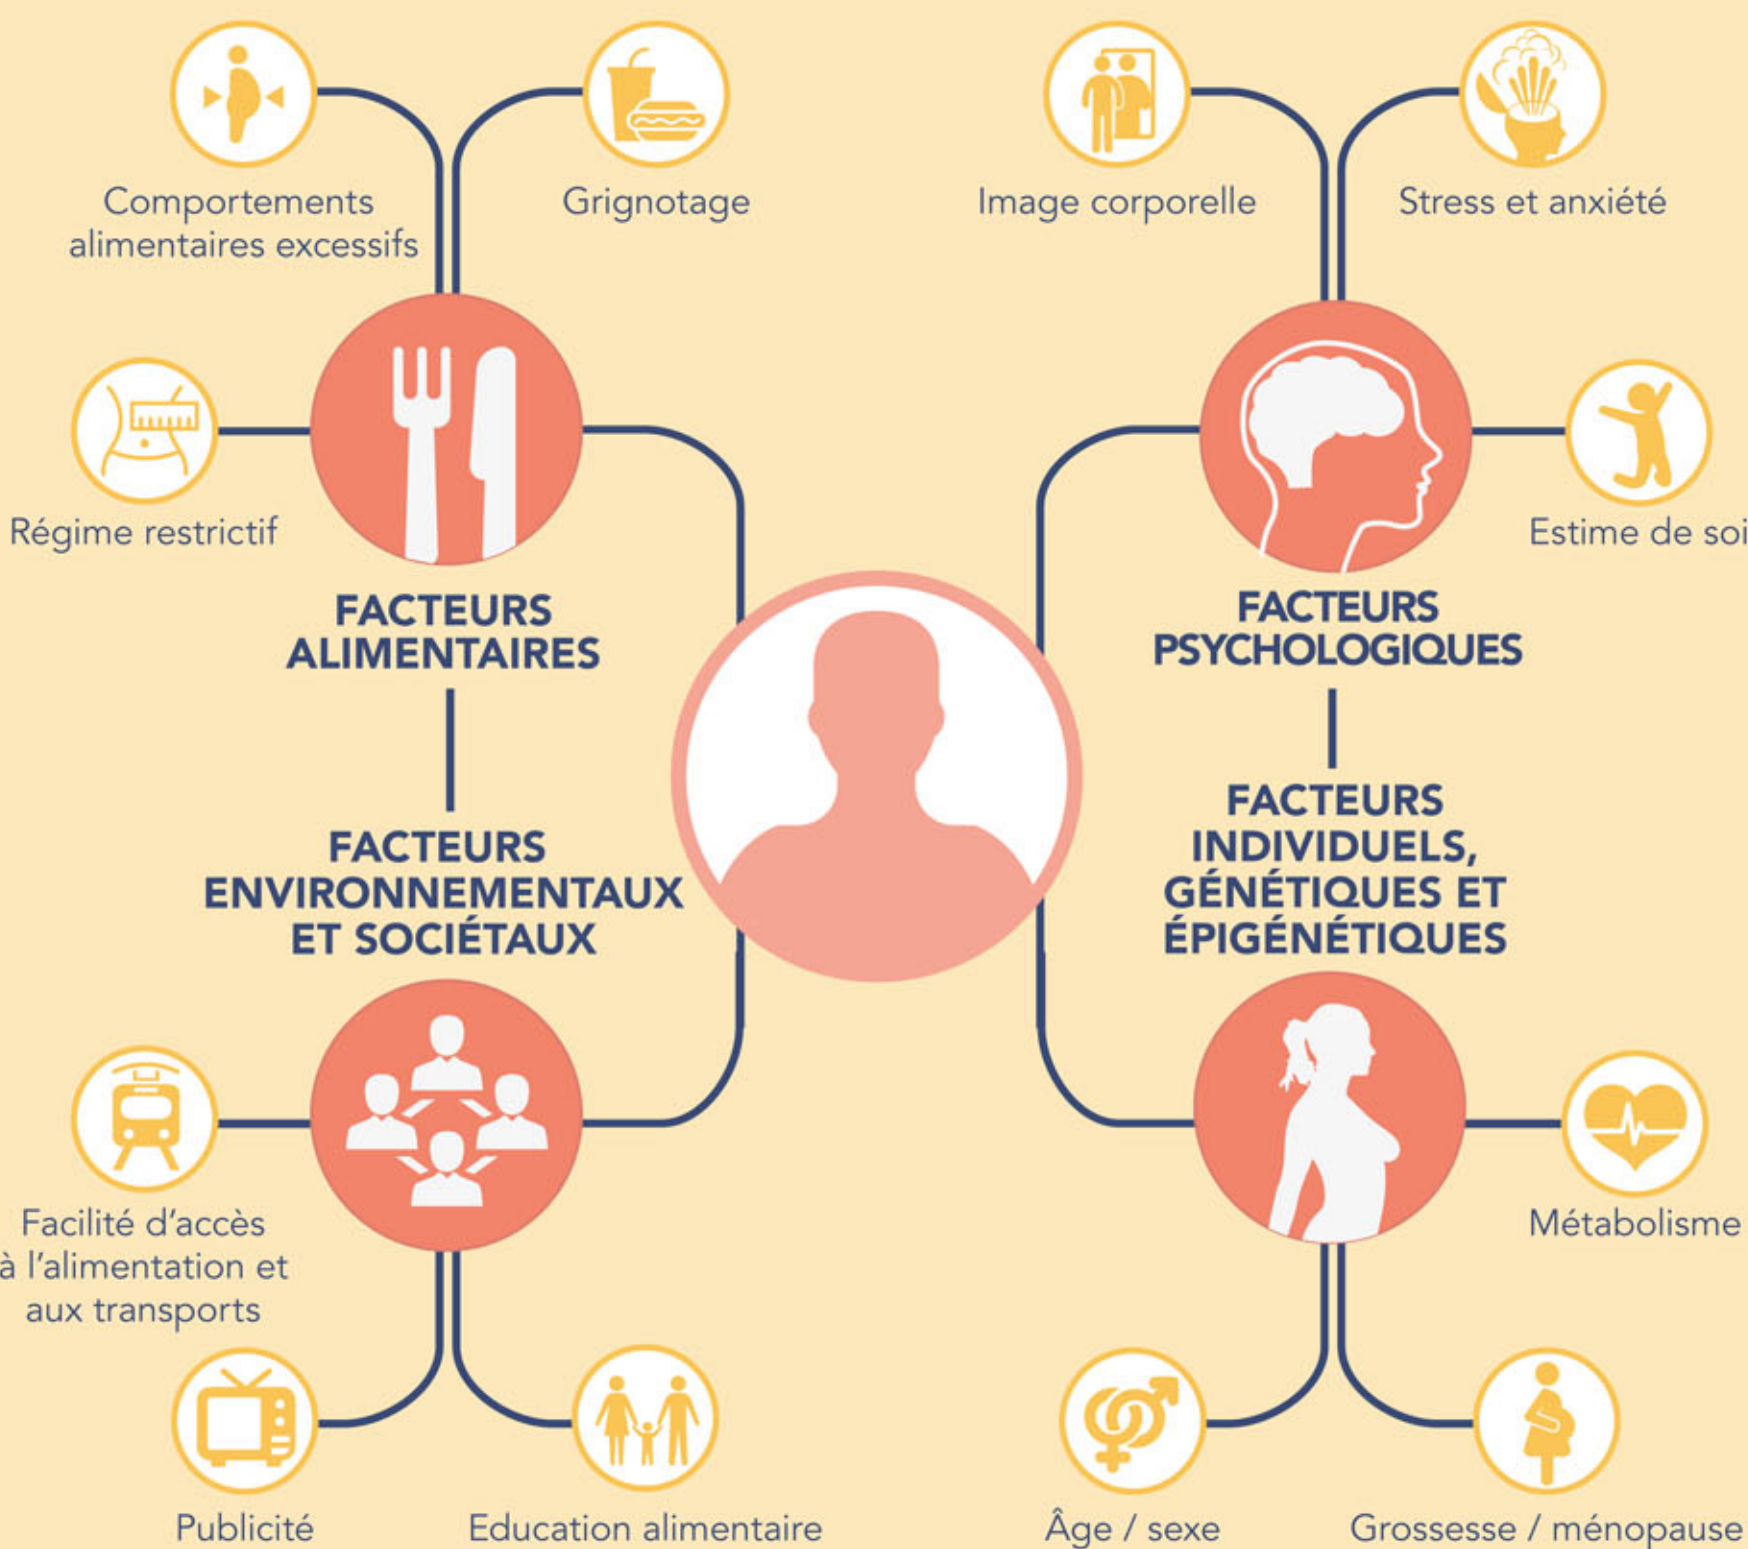 Comportements
alimentaires excessifs
Grignotage
Image corporelle
Stress et anxiété
Régime restrictif
Estime de soi
FACTEURS
ALIMENTAIRES
FACTEURS
PSYCHOLOGIQUES
FACTEURS
ENVIRONNEMENTAUX
ET SOCIÉTAUX
FACTEURS
INDIVIDUELS,
GÉNÉTIQUES ET
ÉPIGÉNÉTIQUES
Facilité d’accès
à l’alimentation et
aux transports
Métabolisme
Publicité
Education alimentaire
Âge / sexe
Grossesse / ménopause